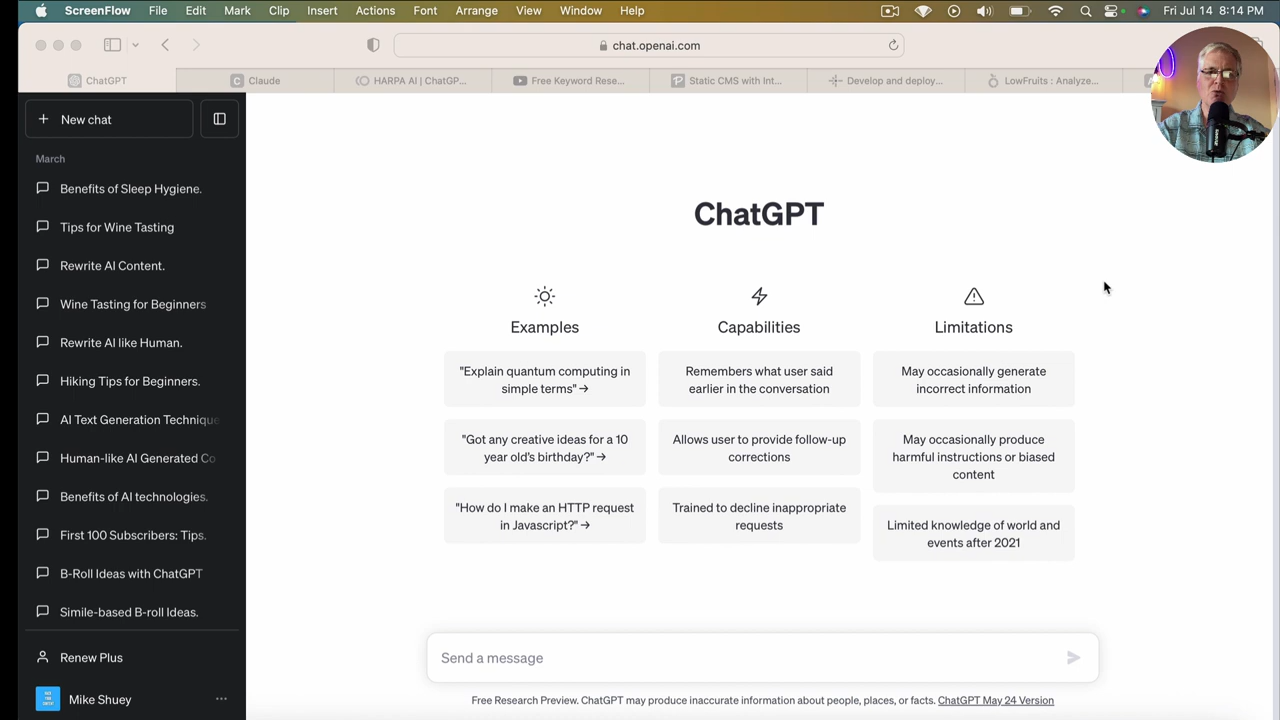 ScreenFlow File Edit Mark Clip Insert Actions Font Arrange View Window Help Fri Jul 14 8:14 PM
chat.openai.com
ChatGPT
Claude
HARPA AI | ChatGP...
Free Keyword Rese...
Static CMS with Int...
Develop and deploy...
LowFruits : Analyze...
New chat
March
Benefits of Sleep Hygiene.
Tips for Wine Tasting
Rewrite AI Content.
Wine Tasting for Beginners
Rewrite AI like Human.
Hiking Tips for Beginners.
AI Text Generation Technique
Human-like AI Generated Co
Benefits of AI technologies.
First 100 Subscribers: Tips.
B-Roll Ideas with ChatGPT
Simile-based B-roll Ideas.
Renew Plus
Mike Shuey
ChatGPT
Examples
"Explain quantum computing in
simple terms" →
"Got any creative ideas for a 10
year old's birthday?" →
"How do I make an HTTP request
in Javascript?" →
Capabilities
Remembers what user said
earlier in the conversation
Allows user to provide follow-up
corrections
Trained to decline inappropriate
requests
Limitations
May occasionally generate
incorrect information
May occasionally produce
harmful instructions or biased
content
Limited knowledge of world and
events after 2021
Send a message
Free Research Preview. ChatGPT may produce inaccurate information about people, places, or facts. ChatGPT May 24 Version